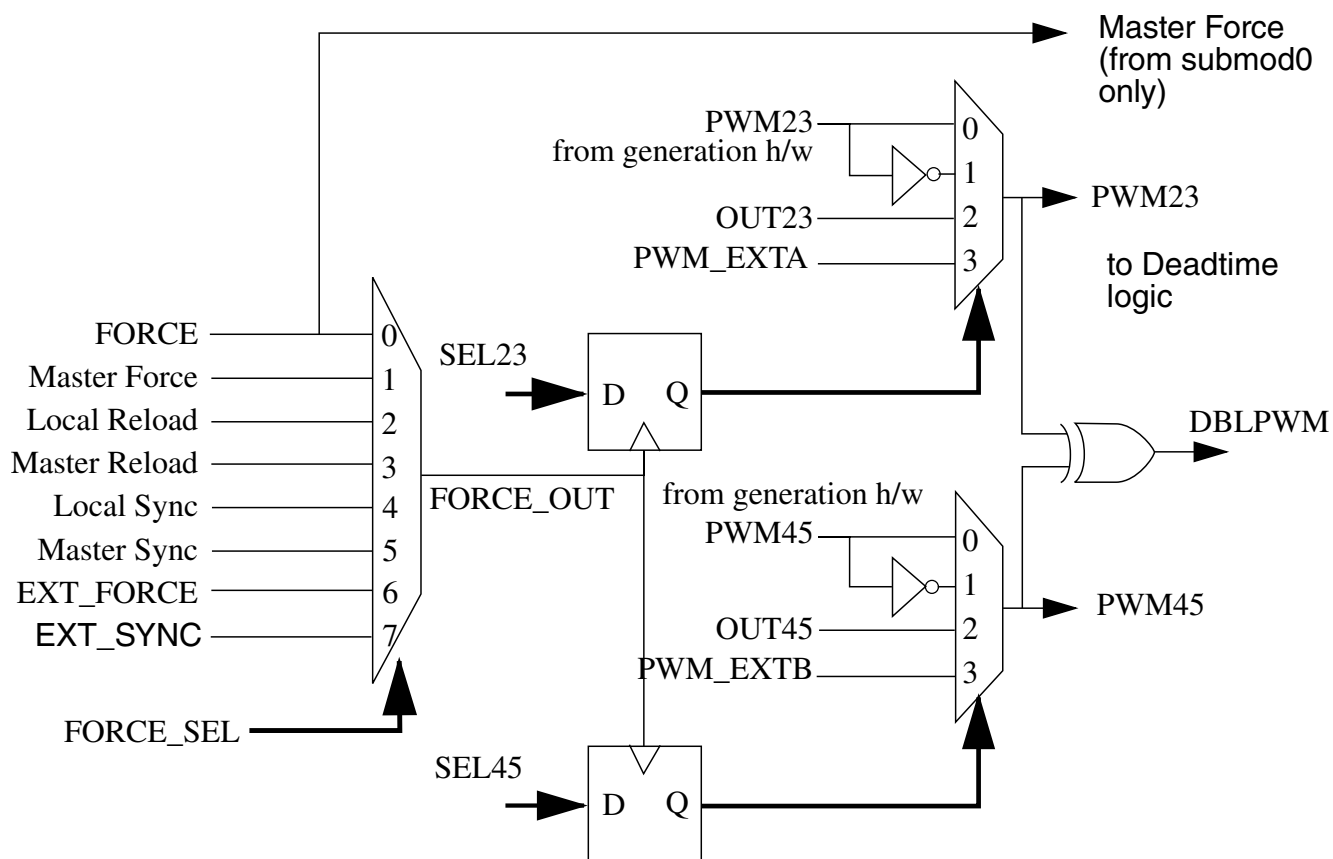 Master Force
(from submod0
only)
PWM23
from generation h/w
0
1
OUT23
2
PWM_EXTA
3
PWM23
to Deadtime
logic
FORCE
0
Master Force
1
Local Reload
2
Master Reload
3
Local Sync
4
Master Sync
5
EXT_FORCE
6
EXT_SYNC
7
FORCE_SEL
FORCE_OUT
SEL23
D Q
DBLPWM
from generation h/w
PWM45
0
1
OUT45
2
PWM_EXTB
3
PWM45
SEL45
D Q